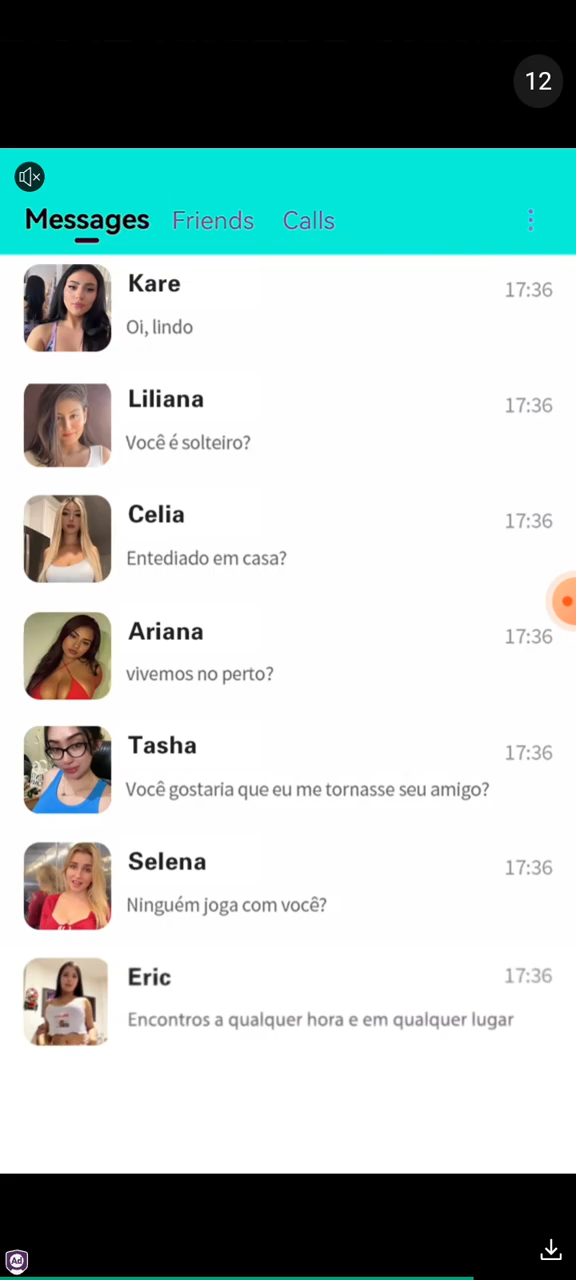 12
Messages Friends Calls
Kare 17:36
Oi, lindo
Liliana 17:36
Você é solteiro?
Celia 17:36
Entediado em casa?
Ariana 17:36
vivemos no perto?
Tasha 17:36
Você gostaria que eu me tornasse seu amigo?
Selena 17:36
Ninguém joga com você?
Eric 17:36
Encontros a qualquer hora e em qualquer lugar
Ad